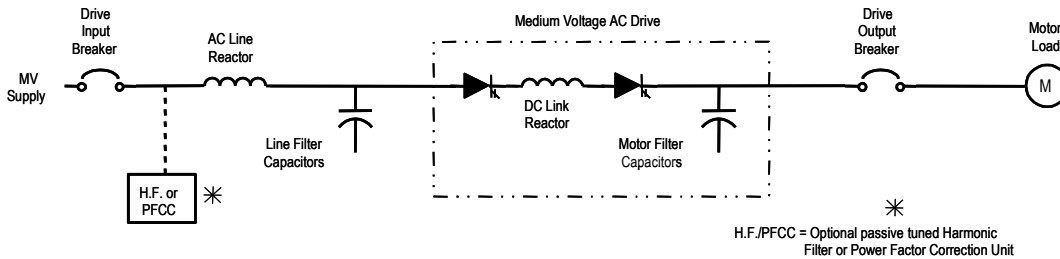 Medium Voltage AC Drive
Drive
Input
Breaker
AC Line
Reactor
Drive
Output
Breaker
Motor
Load
MV
Supply
DC Link
Reactor
M
Line Filter
Capacitors
Motor Filter
Capacitors
H.F. or
PFCC
H.F./PFCC = Optional passive tuned Harmonic
Filter or Power Factor Correction Unit